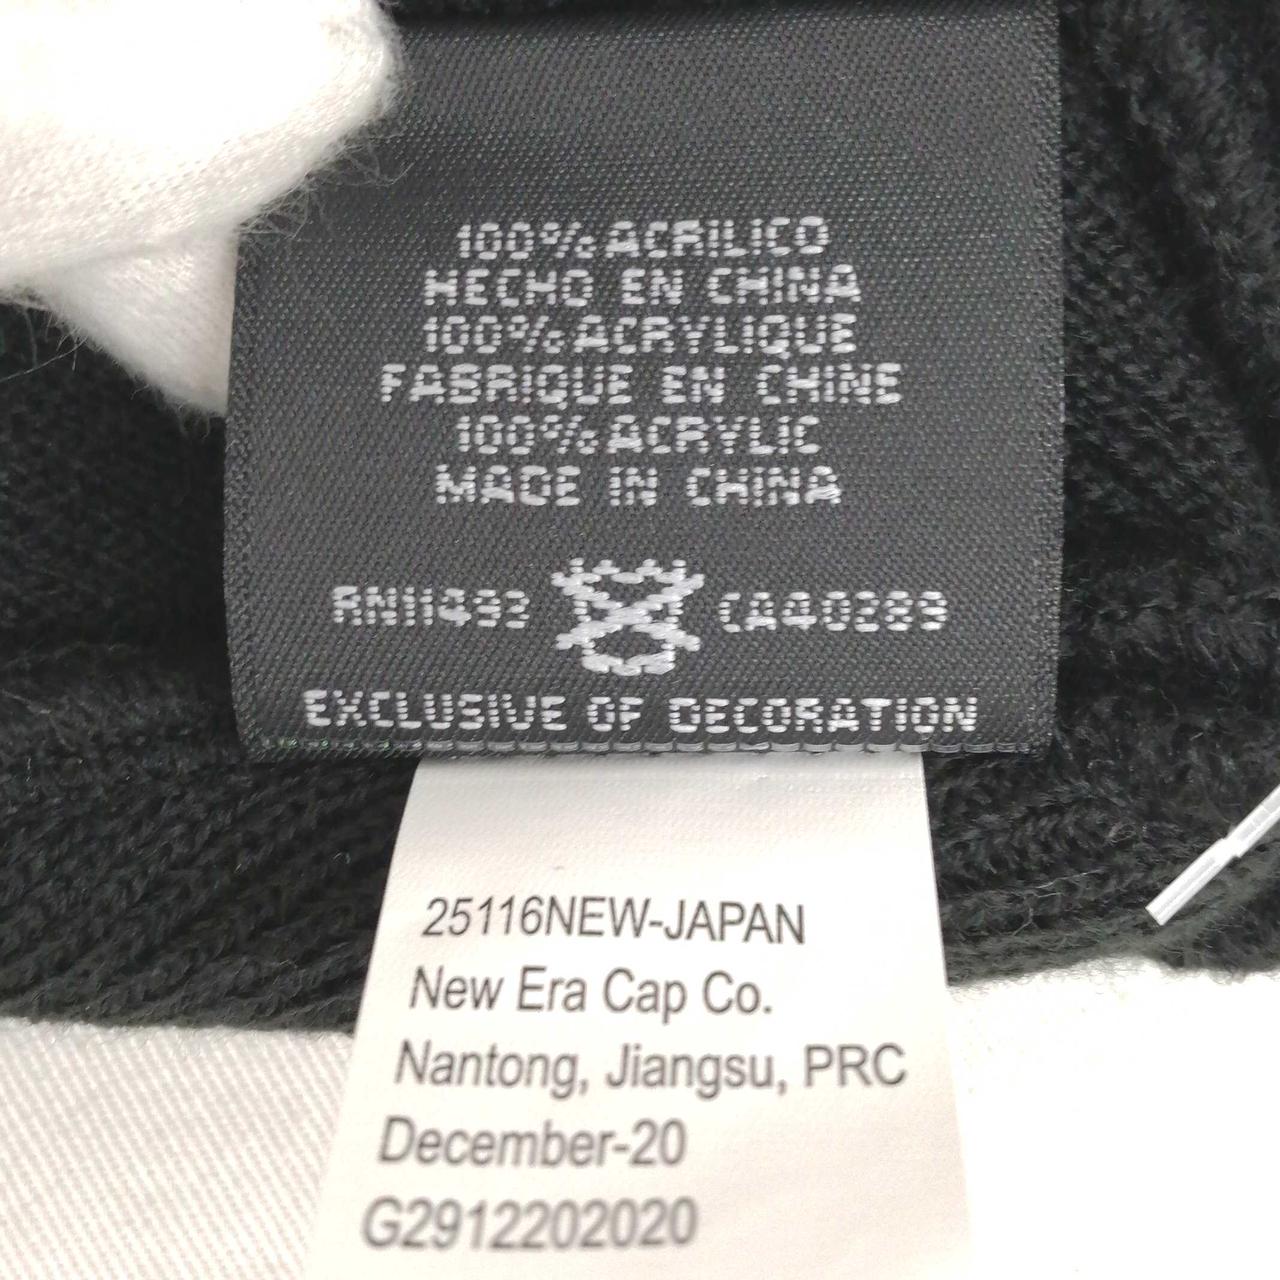 100% ACRILICO
HECHO EN CHINA
100% ACRYLIQUE
FABRIQUE EN CHINE
100% ACRYLIC
MADE IN CHINA
RN11493 CA40289
EXCLUSIVE OF DECORATION
25116NEW-JAPAN
New Era Cap Co.
Nantong, Jiangsu, PRC
December-20
G2912202020